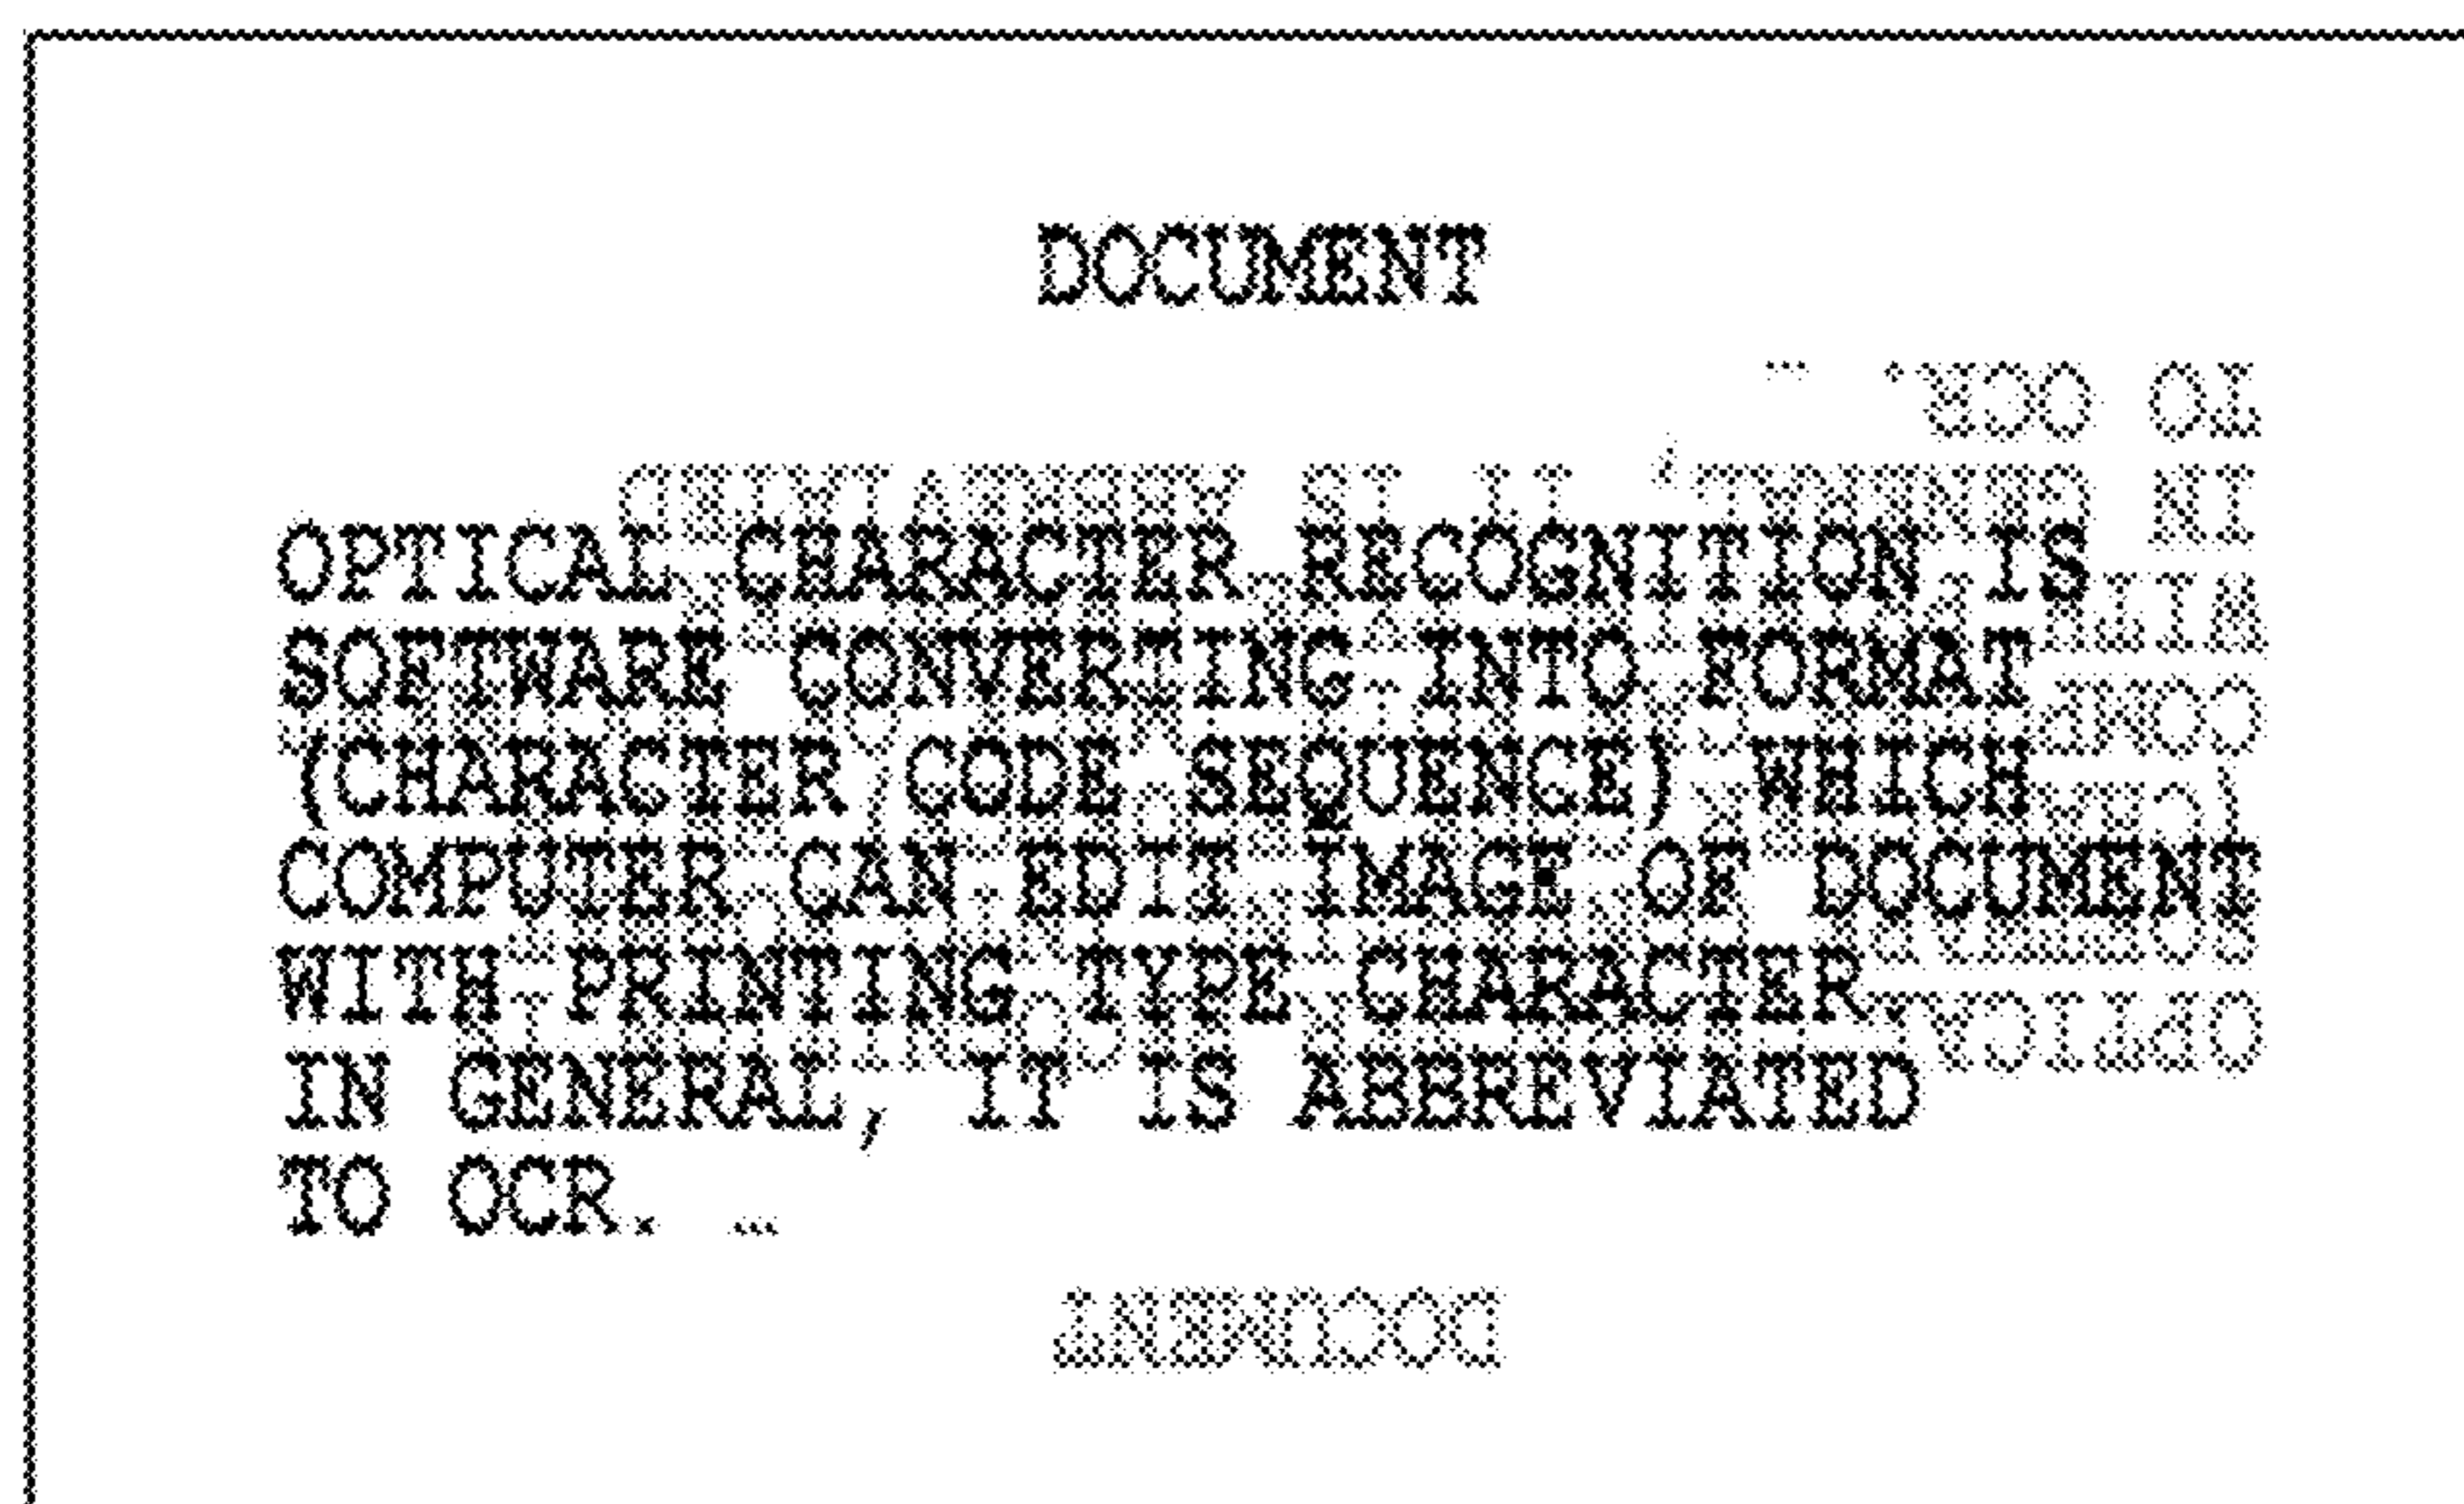 DOCUMENT
OPTICAL CHARACTER RECOGNITION IS
SOFTWARE CONVERTING INTO FORMAT
(CHARACTER CODE SEQUENCE) WHICH
COMPUTER CAN EDIT IMAGE OF DOCUMENT
WITH PRINTING TYPE CHARACTER.
IN GENERAL, IT IS ABBREVIATED
TO OCR. …